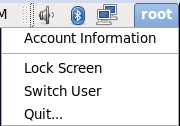 M root
Account Information
Lock Screen
Switch User
Quit...